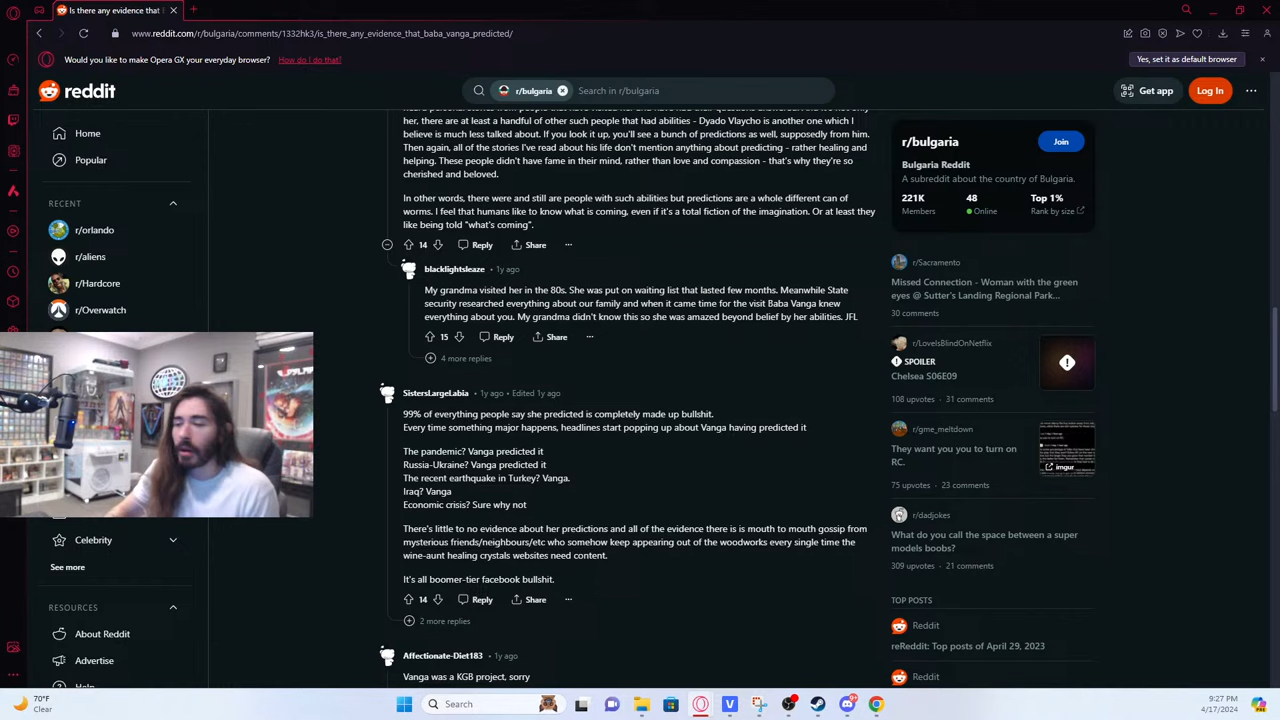 Is there any evidence that
www.reddit.com/r/bulgaria/comments/1332hk3/is_there_any_evidence_that_baba_vanga_predicted/
Would you like to make Opera GX your everyday browser? How do I do that?
Yes, set it as default browser
reddit
r/bulgaria
Search in r/bulgaria
Get app
Log In
Home
Popular
RECENT
r/orlando
r/aliens
r/Hardcore
r/Overwatch
Celebrity
See more
RESOURCES
About Reddit
Advertise
Help
her, there are at least a handful of other such people that had abilities - Dyado Vlaycho is another one which I
believe is much less talked about. If you look it up, you'll see a bunch of predictions as well, supposedly from him.
Then again, all of the stories I've read about his life don't mention anything about predicting - rather healing and
helping. These people didn't have fame in their mind, rather than love and compassion - that's why they're so
cherished and beloved.
In other words, there were and still are people with such abilities but predictions are a whole different can of
worms. I feel that humans like to know what is coming, even if it's a total fiction of the imagination. Or at least they
like being told "what's coming".
14 Reply Share
blacklightsleaze · 1y ago
My grandma visited her in the 80s. She was put on waiting list that lasted few months. Meanwhile State
security researched everything about our family and when it came time for the visit Baba Vanga knew
everything about you. My grandma didn't know this so she was amazed beyond belief by her abilities. JFL
15 Reply Share
4 more replies
SistersLargeLabia · 1y ago · Edited 1y ago
99% of everything people say she predicted is completely made up bullshit.
Every time something major happens, headlines start popping up about Vanga having predicted it
The pandemic? Vanga predicted it
Russia-Ukraine? Vanga predicted it
The recent earthquake in Turkey? Vanga.
Iraq? Vanga
Economic crisis? Sure why not
There's little to no evidence about her predictions and all of the evidence there is is mouth to mouth gossip from
mysterious friends/neighbours/etc who somehow keep appearing out of the woodworks every single time the
wine-aunt healing crystals websites need content.
It's all boomer-tier facebook bullshit.
14 Reply Share
2 more replies
Affectionate-Diet183 · 1y ago
Vanga was a KGB project, sorry
r/bulgaria
Join
Bulgaria Reddit
A subreddit about the country of Bulgaria.
221K 48 Top 1%
Members Online Rank by size
r/Sacramento
Missed Connection - Woman with the green
eyes @ Sutter's Landing Regional Park...
30 comments
r/LoveIsBlindOnNetflix
SPOILER
Chelsea S06E09
108 upvotes · 31 comments
r/gme_meltdown
They want you to turn on
RC.
imgur
75 upvotes · 23 comments
r/dadjokes
What do you call the space between a super
models boobs?
309 upvotes · 21 comments
TOP POSTS
Reddit
reReddit: Top posts of April 29, 2023
Reddit
70°F
Clear
Search
9:27 PM
4/17/2024